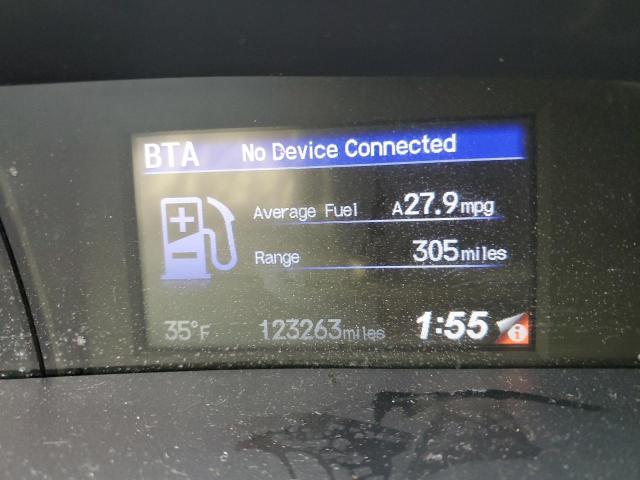 BTA No Device Connected
Average Fuel A27.9mpg
Range 305miles
35°F 123263miles 1:55 i